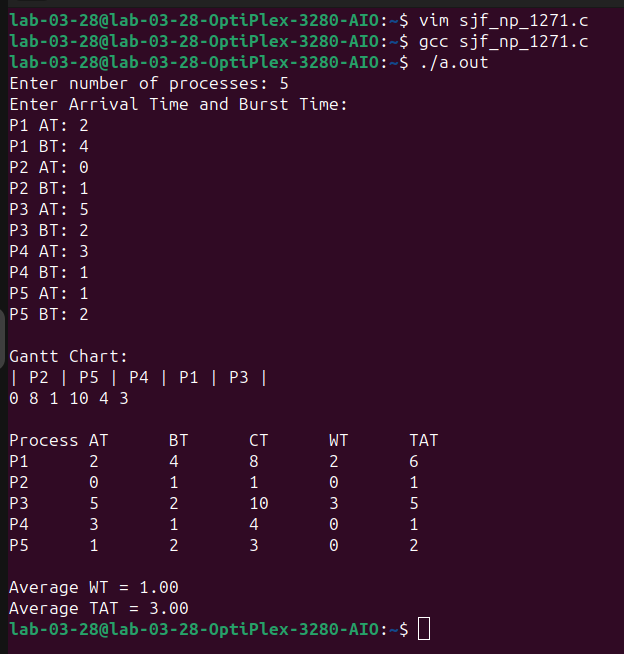 lab-03-28@lab-03-28-OptiPlex-3280-AIO:~$ vim sjf_np_1271.c
lab-03-28@lab-03-28-OptiPlex-3280-AIO:~$ gcc sjf_np_1271.c
lab-03-28@lab-03-28-OptiPlex-3280-AIO:~$ ./a.out
Enter number of processes: 5
Enter Arrival Time and Burst Time:
P1 AT: 2
P1 BT: 4
P2 AT: 0
P2 BT: 1
P3 AT: 5
P3 BT: 2
P4 AT: 3
P4 BT: 1
P5 AT: 1
P5 BT: 2

Gantt Chart:
| P2 | P5 | P4 | P1 | P3 |
0 8 1 10 4 3

Process AT      BT      CT      WT      TAT
P1      2       4       8       2       6
P2      0       1       1       0       1
P3      5       2       10      3       5
P4      3       1       4       0       1
P5      1       2       3       0       2

Average WT = 1.00
Average TAT = 3.00
lab-03-28@lab-03-28-OptiPlex-3280-AIO:~$